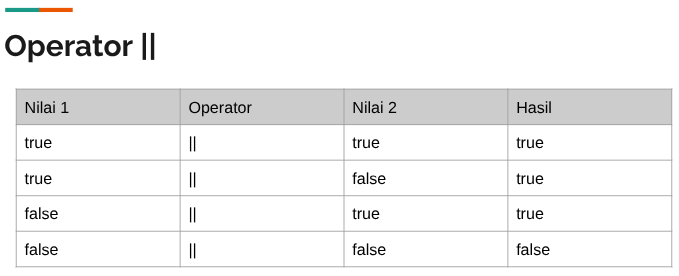 Operator ||
Nilai 1 Operator Nilai 2 Hasil
true || true true
true || false true
false || true true
false || false false